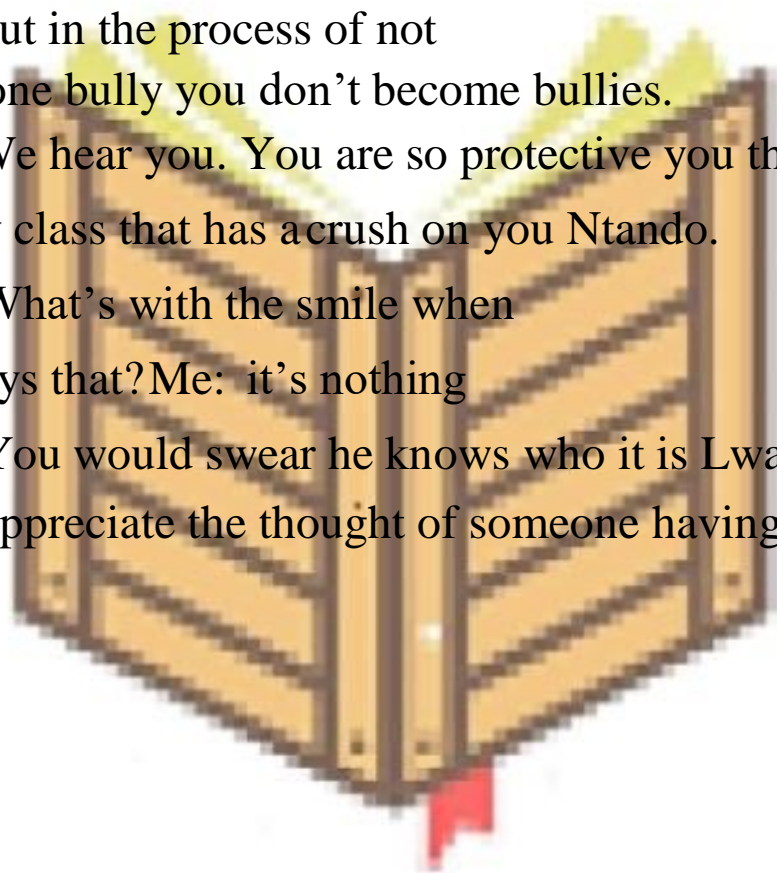 ut in the process of not
one bully you don’t become bullies.
We hear you. You are so protective you th
class that has a crush on you Ntando.
What’s with the smile when
ys that? Me: it’s nothing
You would swear he knows who it is Lwa
ppreciate the thought of someone having